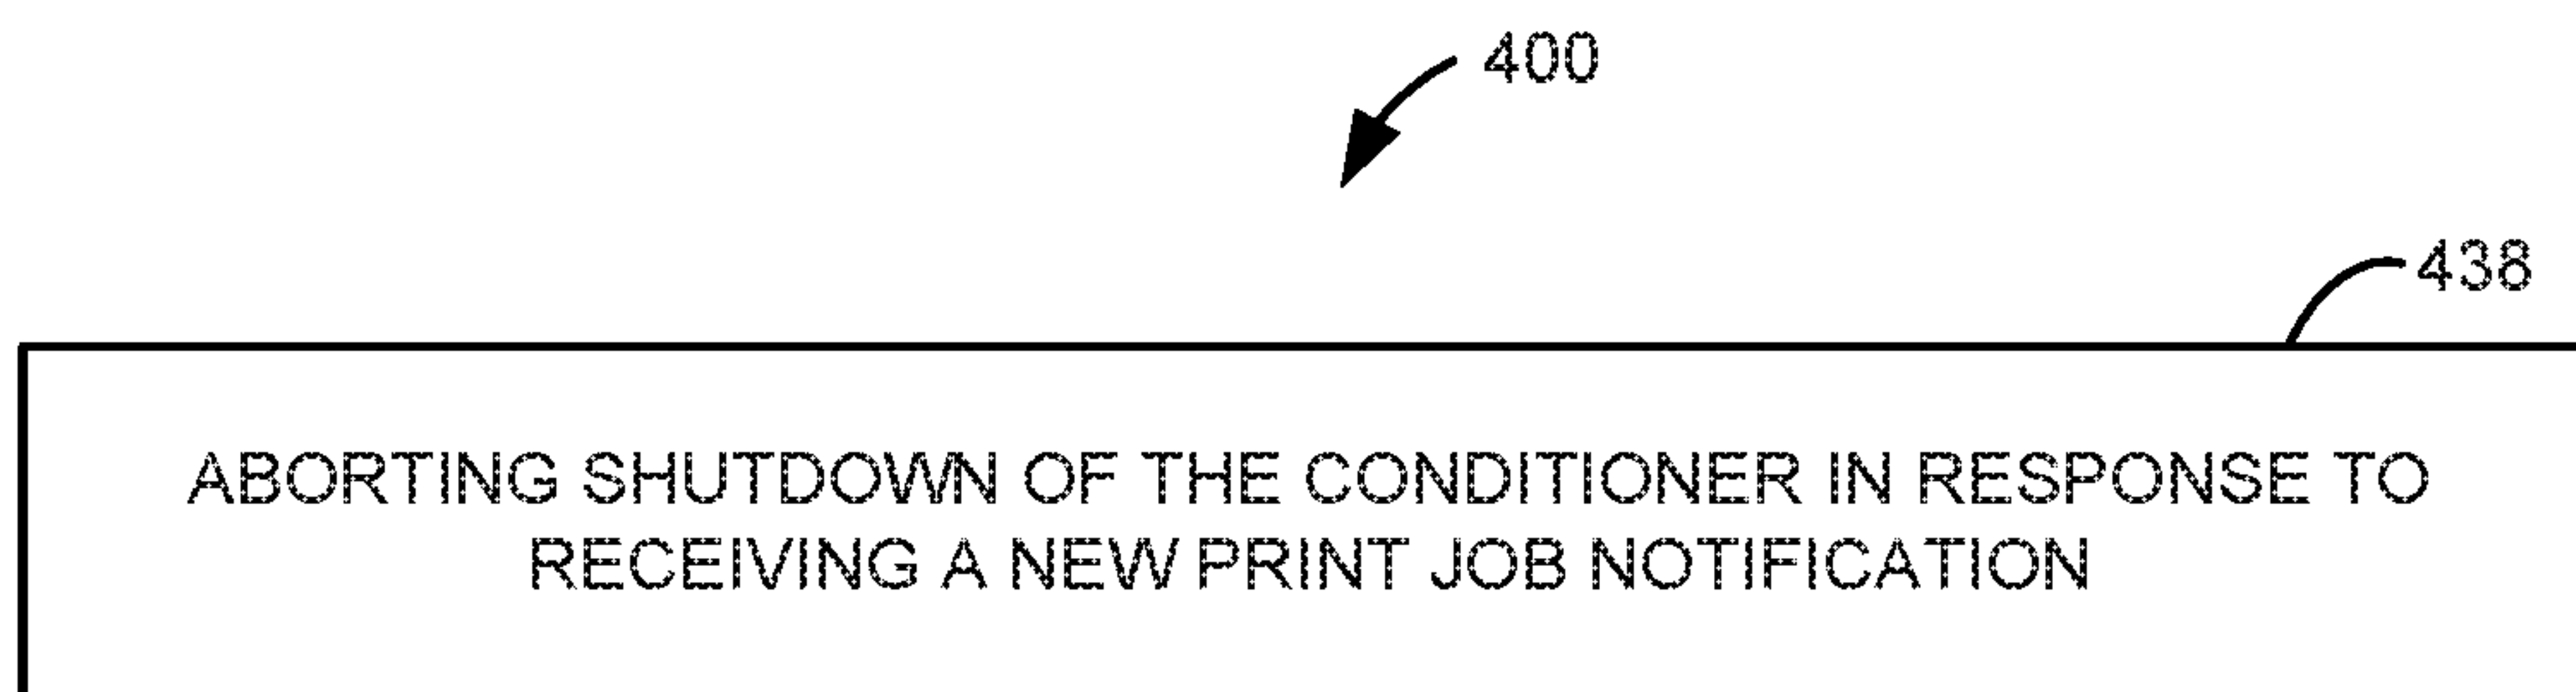 400
438
ABORTING SHUTDOWN OF THE CONDITIONER IN RESPONSE TO
RECEIVING A NEW PRINT JOB NOTIFICATION